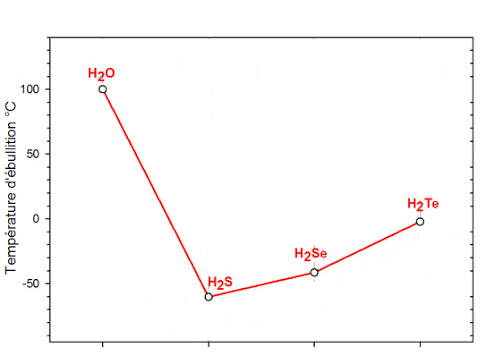 H2O
100
50
H2Te
0
H2Se
H2S
-50
Température d'ébullition °C